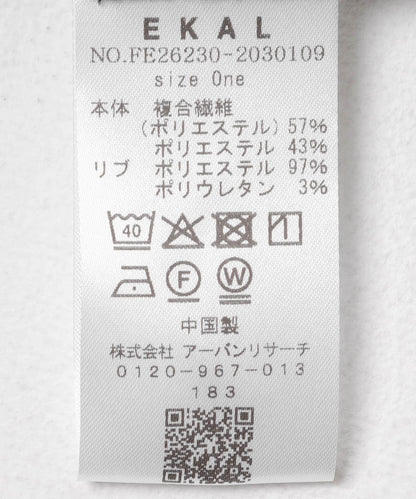 EKAL
NO.FE26230-2030109
size One
本体 複合繊維
(ポリエステル) 57%
ポリエステル 43%
リブ ポリエステル 97%
ポリウレタン 3%
40
F W
中国製
株式会社 アーバンリサーチ
0120-967-013
183